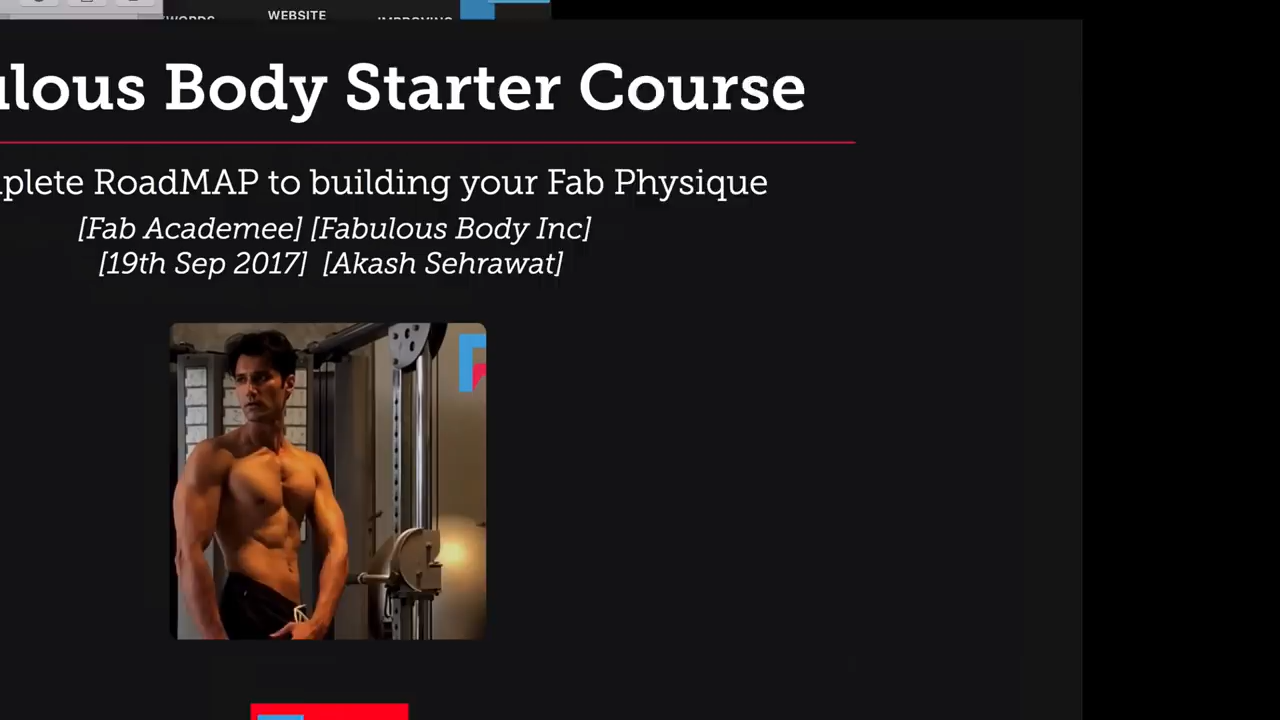 WEBSITE
ulous Body Starter Course
plete RoadMAP to building your Fab Physique
[Fab Academee] [Fabulous Body Inc]
[19th Sep 2017] [Akash Sehrawat]